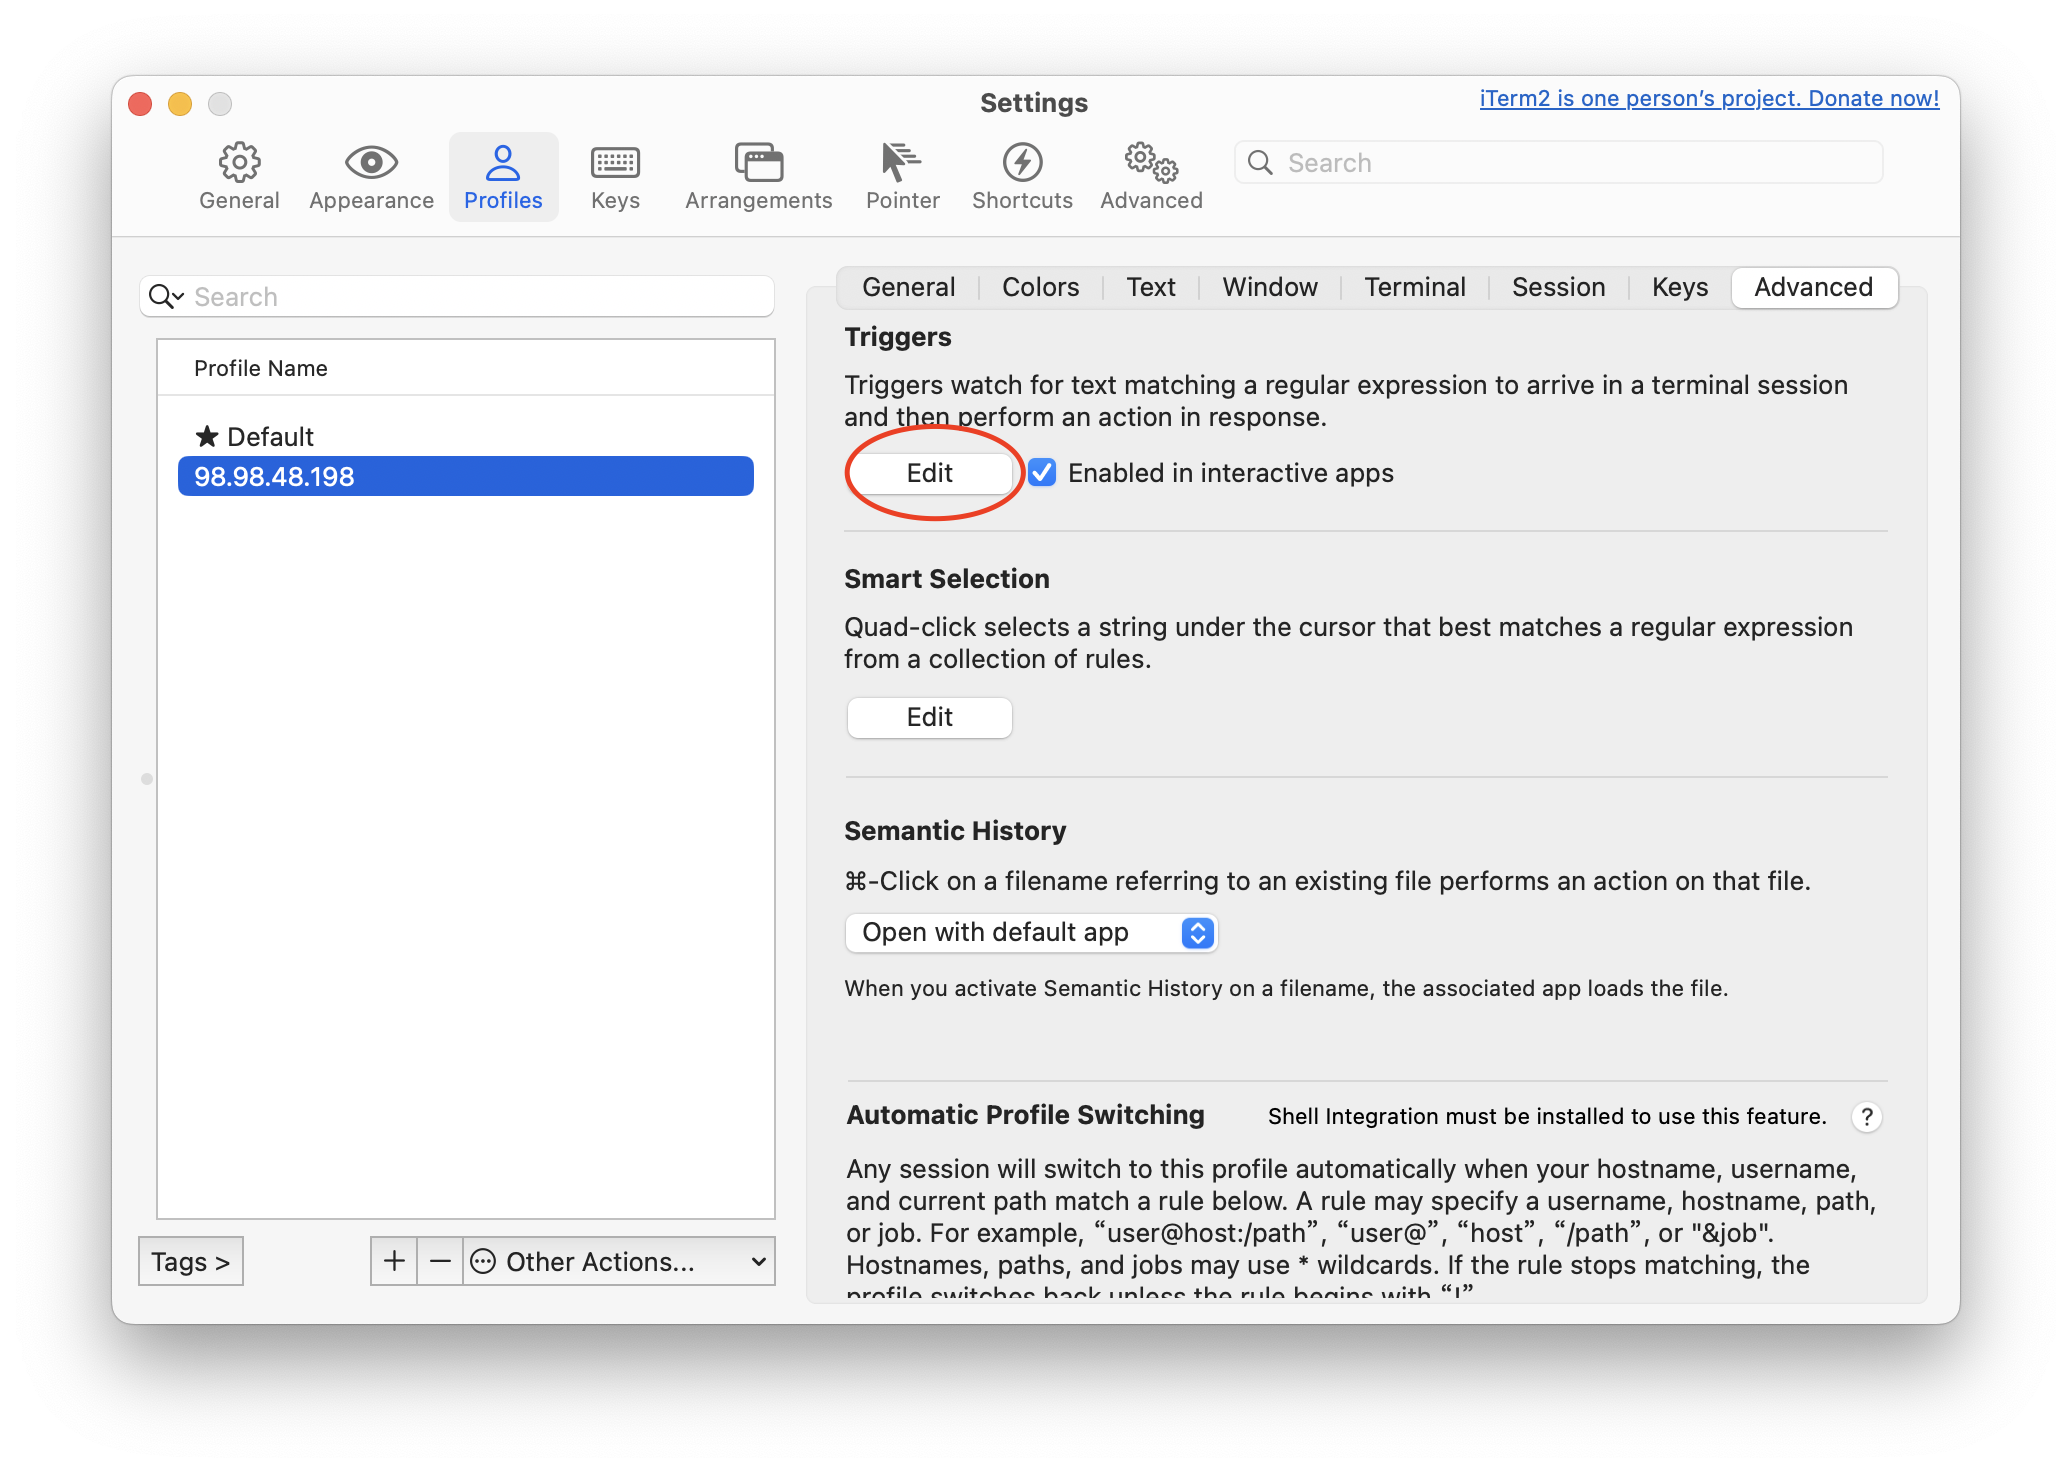 Settings
iTerm2 is one person's project. Donate now!
General
Appearance
Profiles
Keys
Arrangements
Pointer
Shortcuts
Advanced
Search
Search
Profile Name
★ Default
98.98.48.198
Tags >
+
−
Other Actions...
General
Colors
Text
Window
Terminal
Session
Keys
Advanced
Triggers
Triggers watch for text matching a regular expression to arrive in a terminal session
and then perform an action in response.
Edit
Enabled in interactive apps
Smart Selection
Quad-click selects a string under the cursor that best matches a regular expression
from a collection of rules.
Edit
Semantic History
⌘-Click on a filename referring to an existing file performs an action on that file.
Open with default app
When you activate Semantic History on a filename, the associated app loads the file.
Automatic Profile Switching
Shell Integration must be installed to use this feature.
?
Any session will switch to this profile automatically when your hostname, username,
and current path match a rule below. A rule may specify a username, hostname, path,
or job. For example, “user@host:/path”, “user@”, “host”, “/path”, or "&job".
Hostnames, paths, and jobs may use * wildcards. If the rule stops matching, the
profile switches back unless the rule begins with “!”